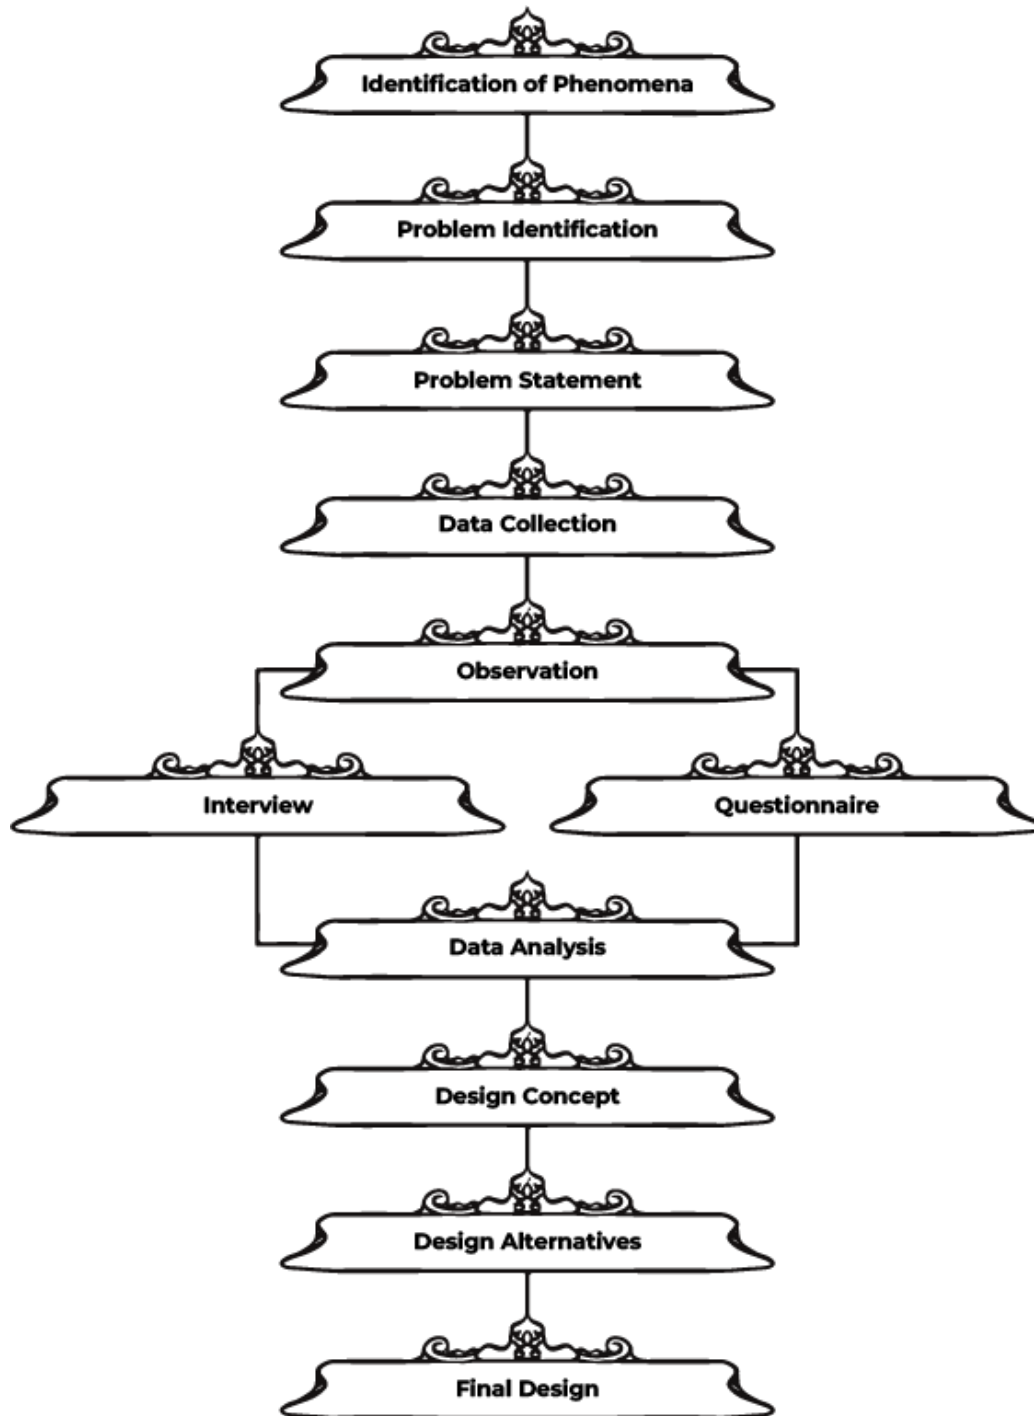 Identification of Phenomena
Problem Identification
Problem Statement
Data Collection
Observation
Interview
Questionnaire
Data Analysis
Design Concept
Design Alternatives
Final Design